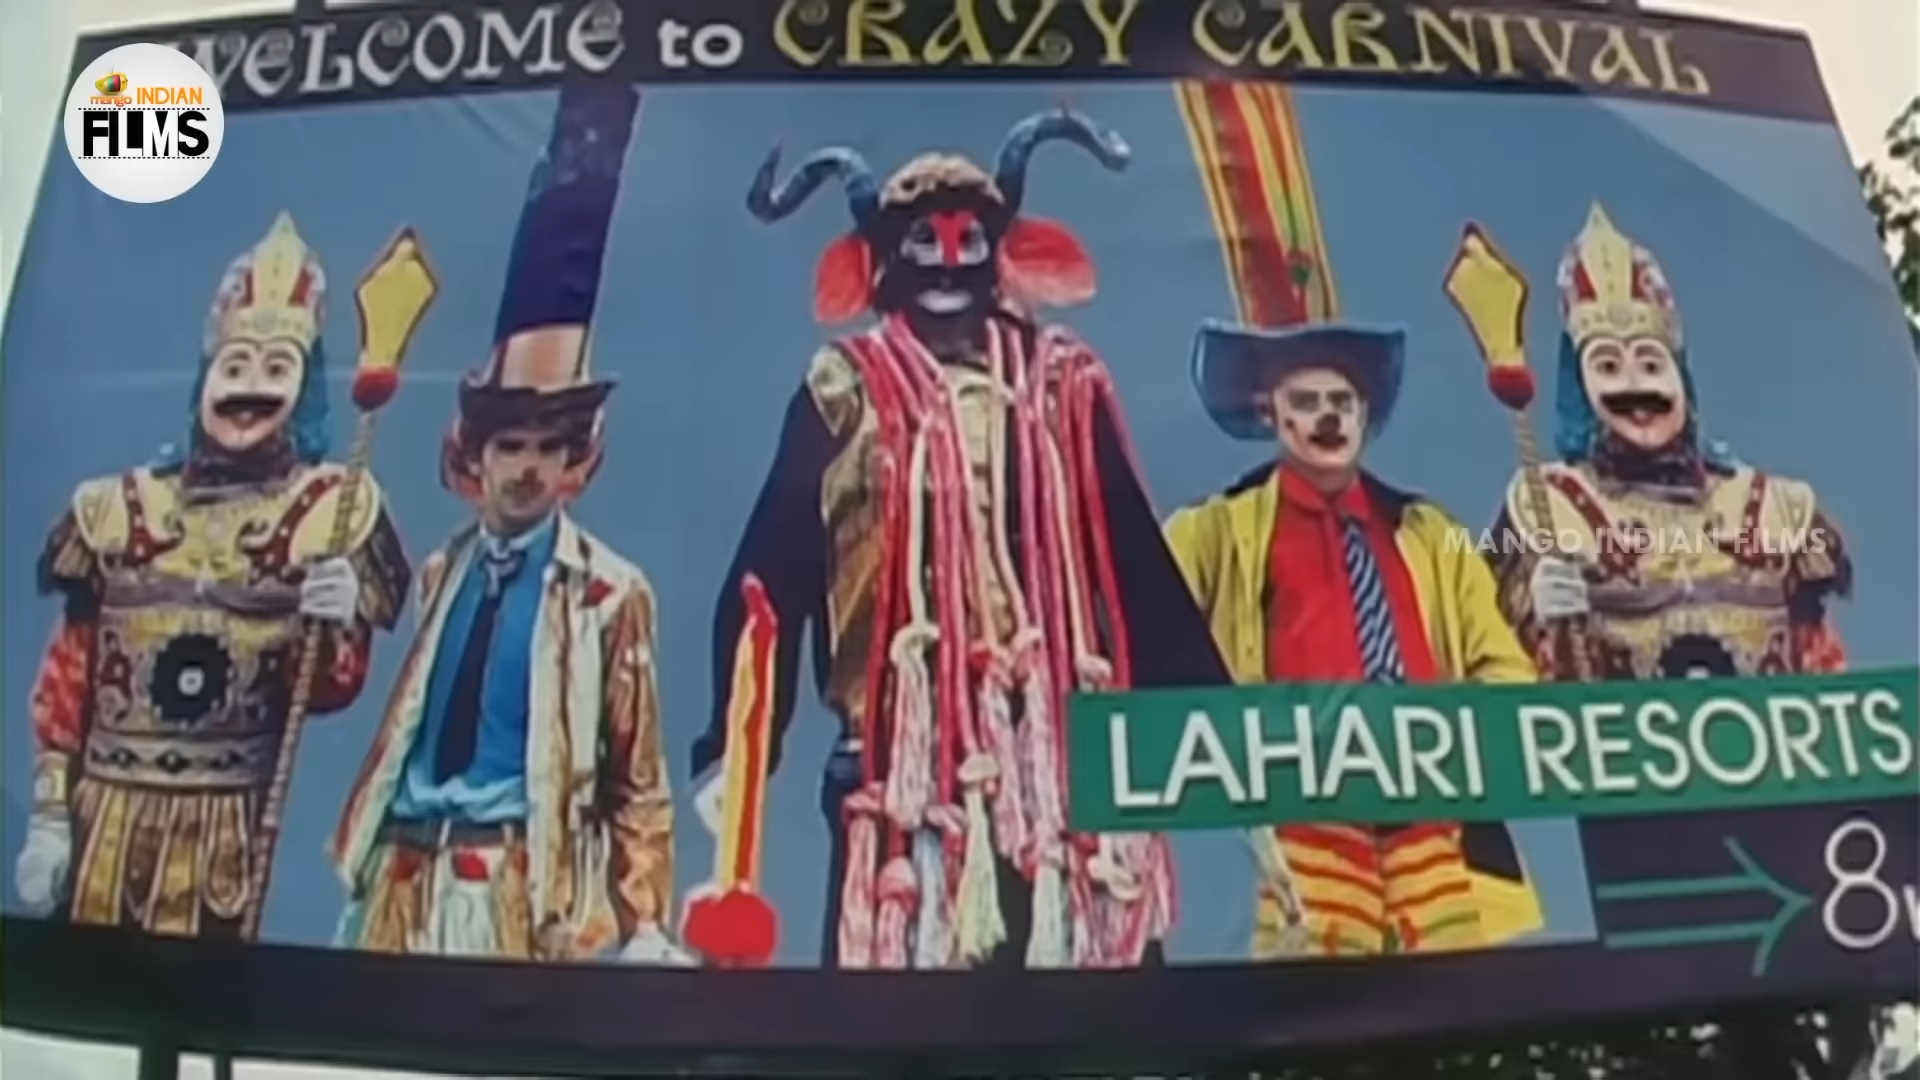 WELCOME to CRAZY CARNIVAL
mango INDIAN
FILMS
MANGO INDIAN FILMS
LAHARI RESORTS
8